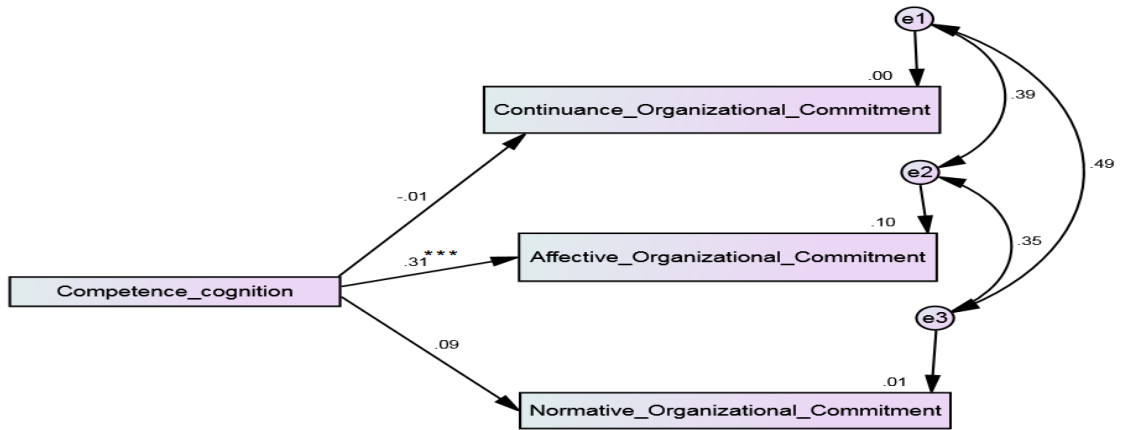 e1
.00
Continuance_Organizational_Commitment
.39
e2
.49
-.01
.10
.31***
Affective_Organizational_Commitment
.35
Competence_cognition
e3
.09
.01
Normative_Organizational_Commitment